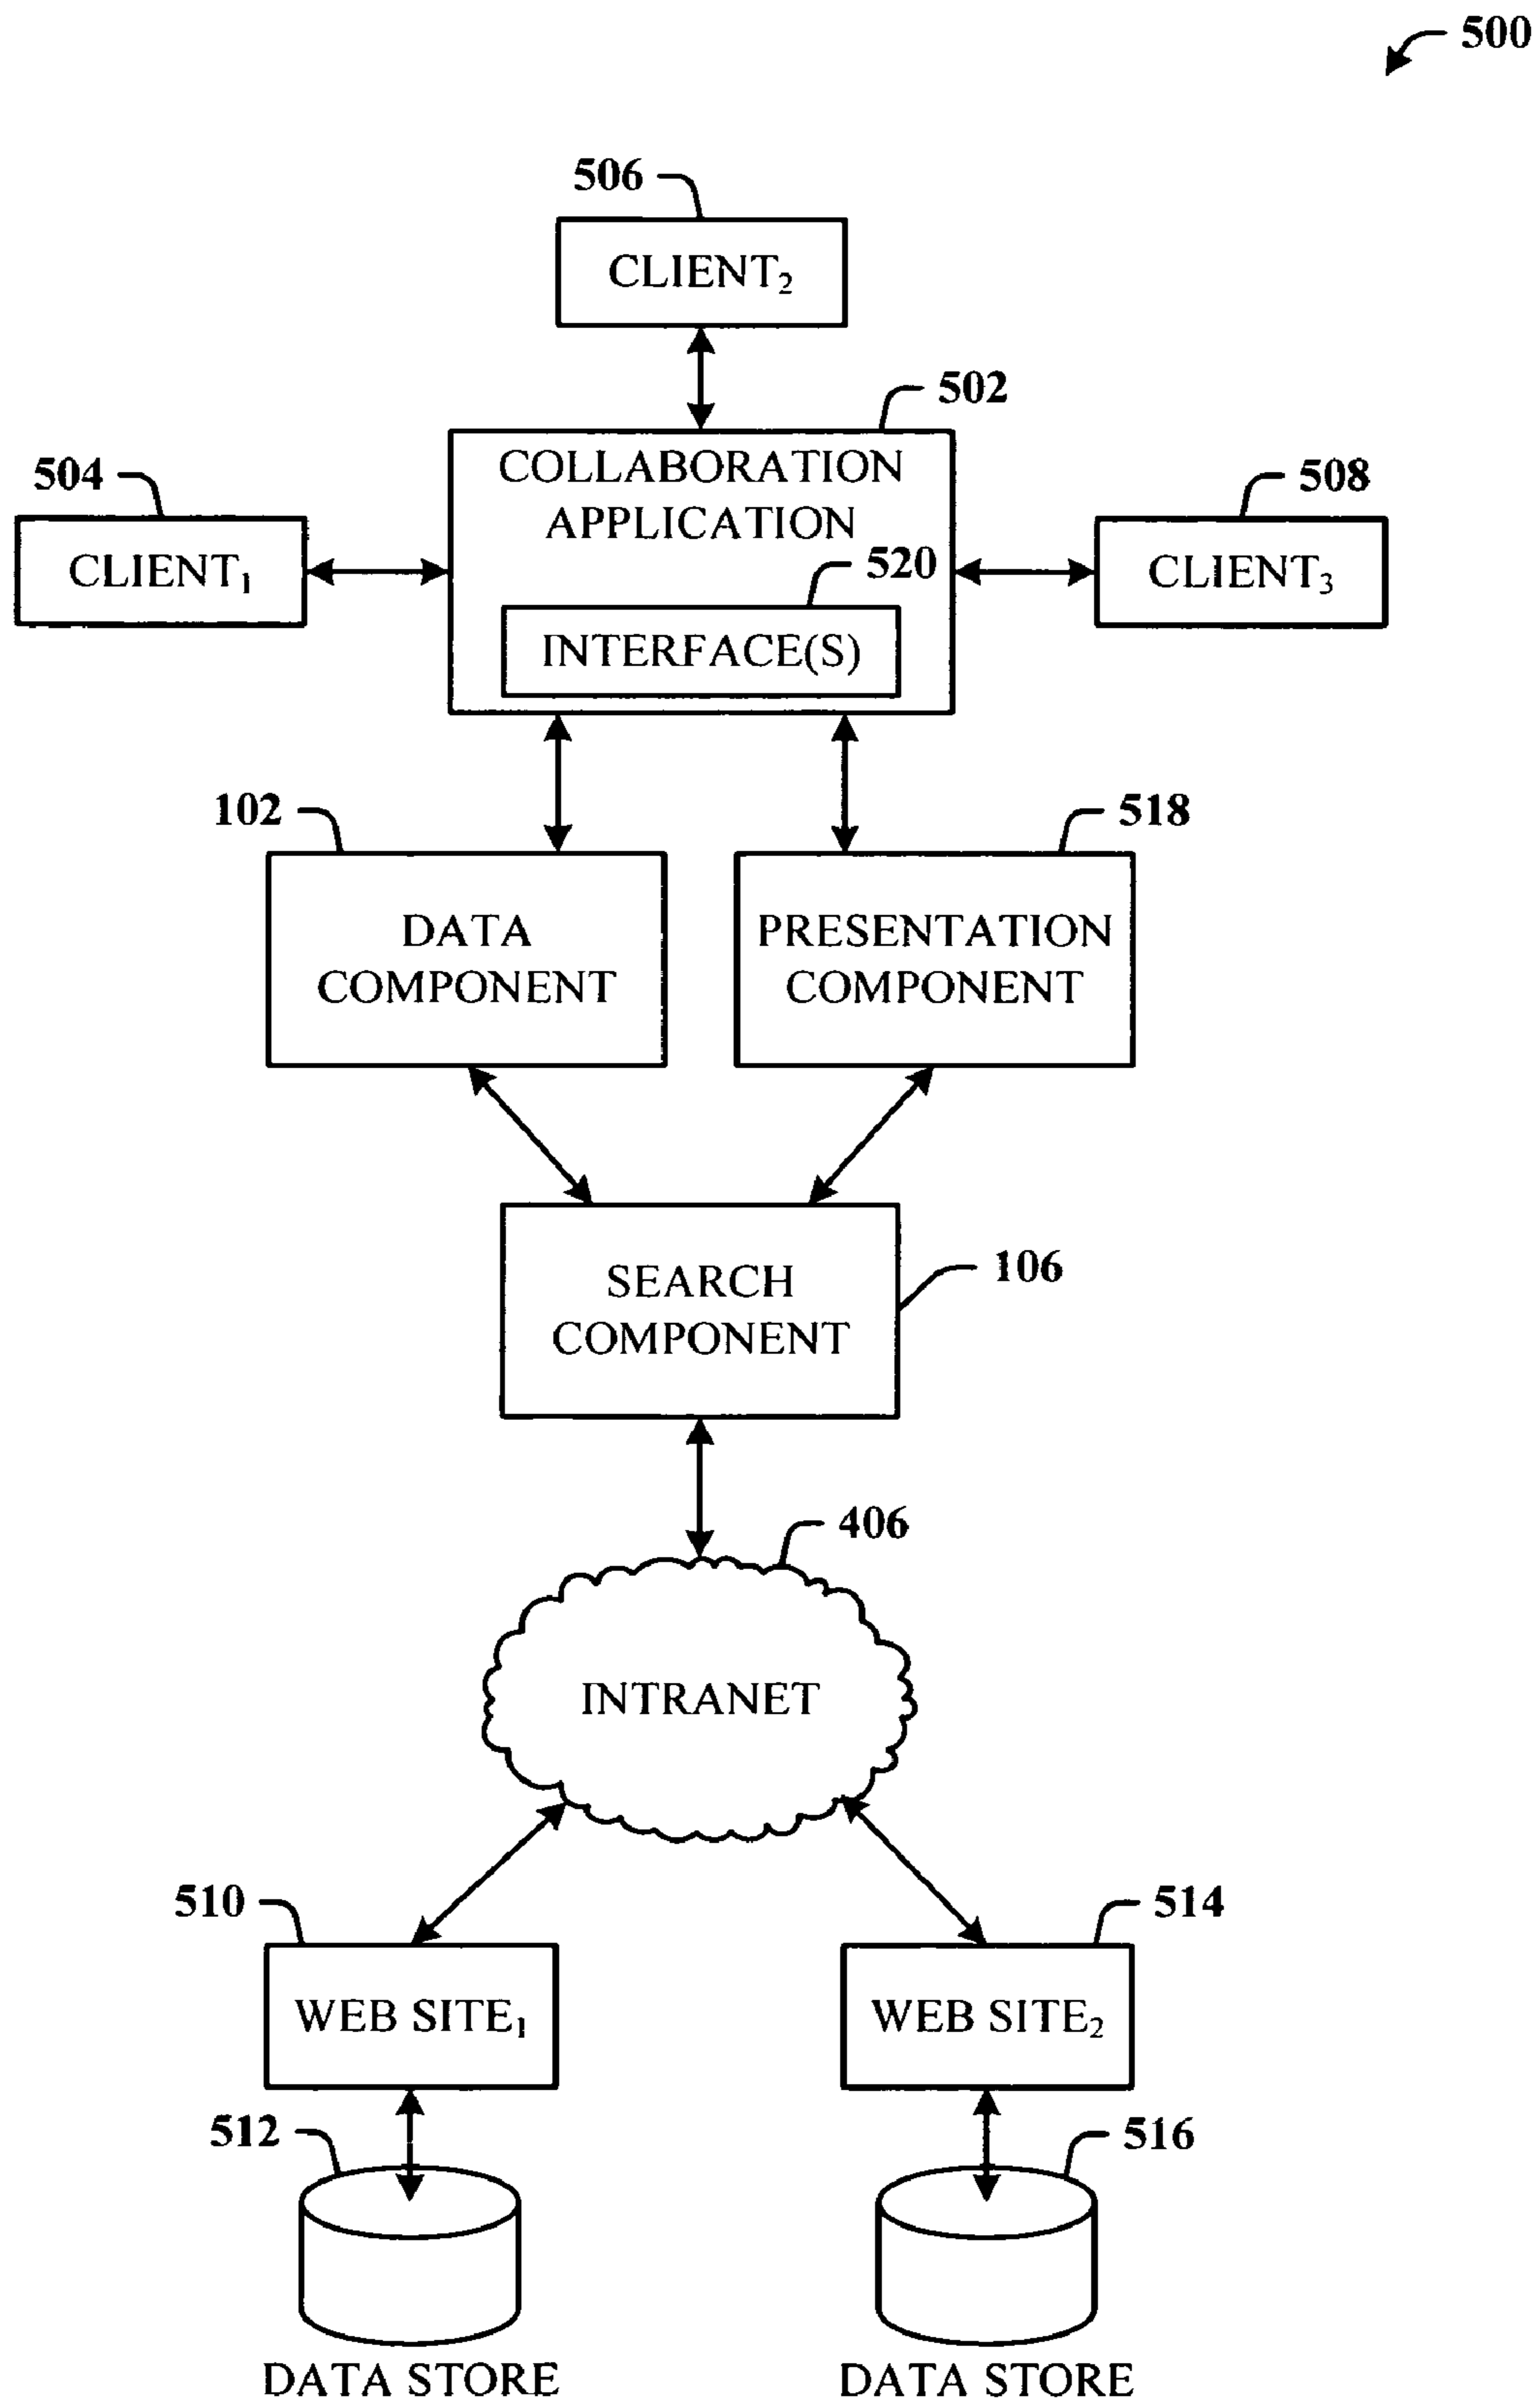 500
506
CLIENT₂
502
COLLABORATION
APPLICATION
504
CLIENT₁
508
CLIENT₃
520
INTERFACE(S)
102
DATA
COMPONENT
518
PRESENTATION
COMPONENT
SEARCH
COMPONENT
106
406
INTRANET
510
WEB SITE₁
514
WEB SITE₂
512
DATA STORE
516
DATA STORE